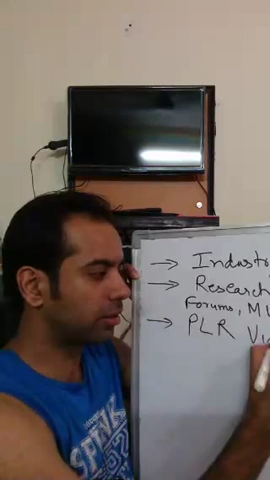 → Industr
→ Research
Forums, M
→ PLR Vi